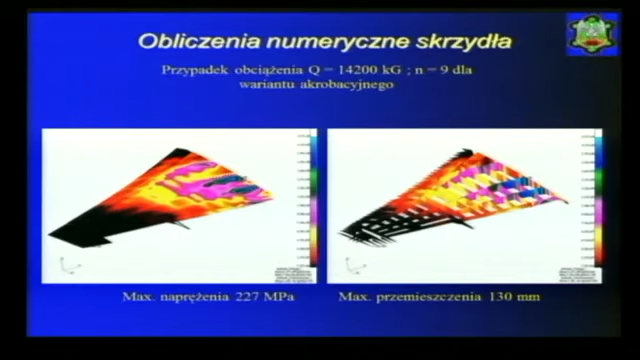 Obliczenia numeryczne skrzydła
Przypadek obciążenia Q = 14200 kG ; n = 9 dla
wariantu akrobacyjnego
Max. naprężenia 227 MPa
Max. przemieszczenia 130 mm